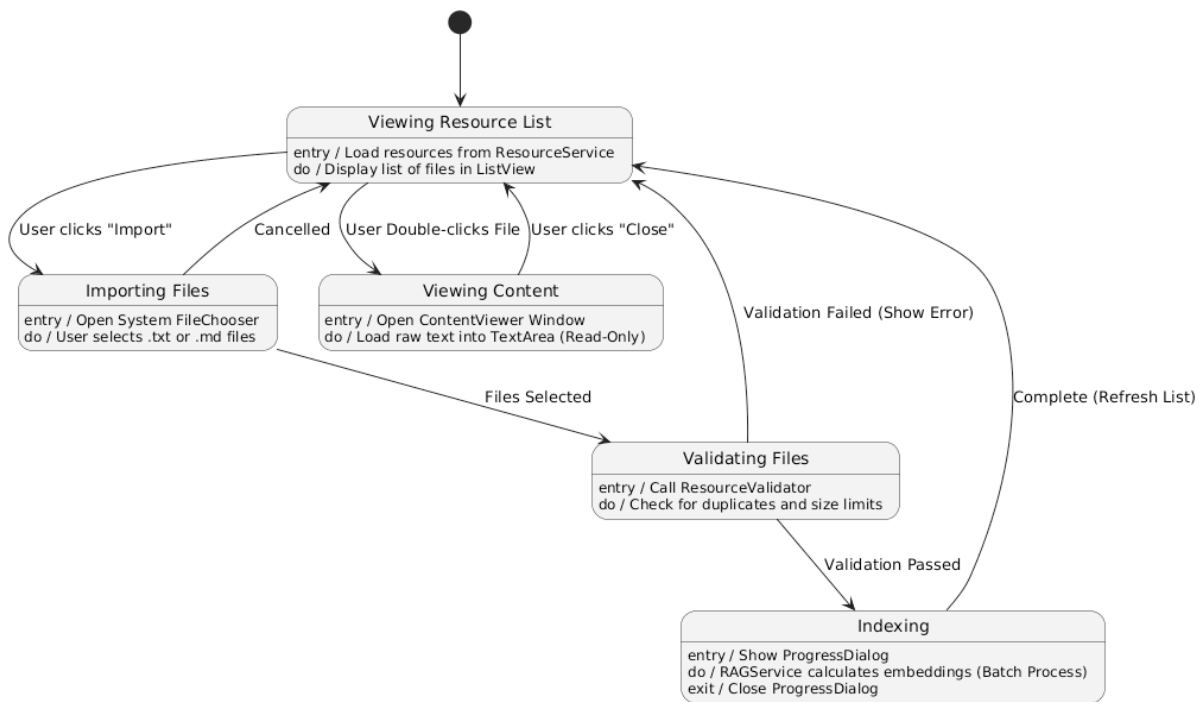 Viewing Resource List
entry / Load resources from ResourceService
do / Display list of files in ListView
User clicks "Import"
Cancelled
User Double-clicks File
User clicks "Close"
Importing Files
entry / Open System FileChooser
do / User selects .txt or .md files
Viewing Content
entry / Open ContentViewer Window
do / Load raw text into TextArea (Read-Only)
Validation Failed (Show Error)
Files Selected
Complete (Refresh List)
Validating Files
entry / Call ResourceValidator
do / Check for duplicates and size limits
Validation Passed
Indexing
entry / Show ProgressDialog
do / RAGService calculates embeddings (Batch Process)
exit / Close ProgressDialog